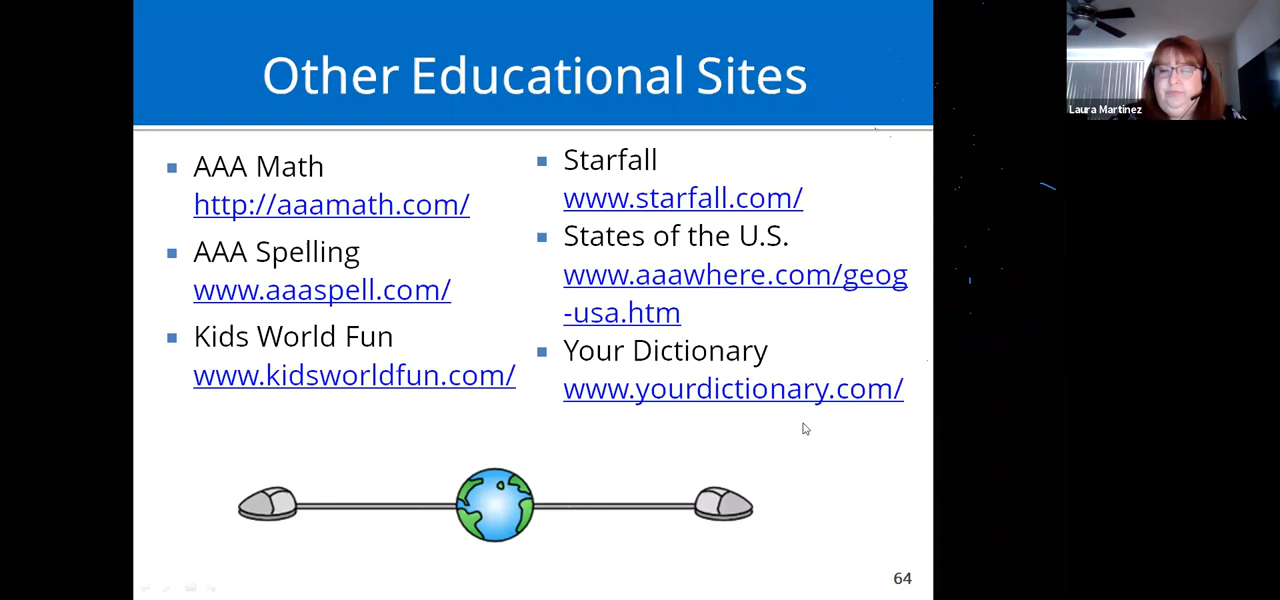 Other Educational Sites
AAA Math
http://aaamath.com/
AAA Spelling
www.aaaspell.com/
Kids World Fun
www.kidsworldfun.com/
Starfall
www.starfall.com/
States of the U.S.
www.aaawhere.com/geog
-usa.htm
Your Dictionary
www.yourdictionary.com/
64
Laura Martinez